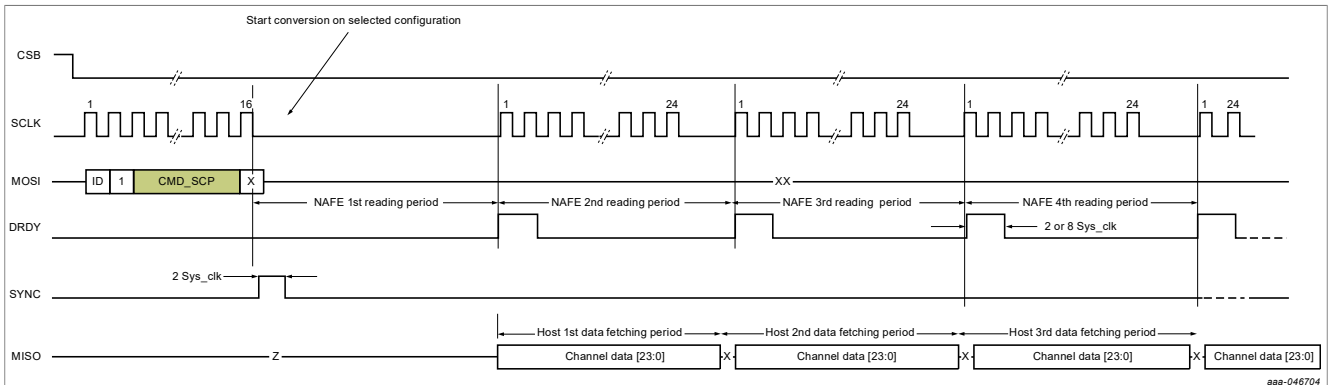 Start conversion on selected configuration
CSB
1 16 1 24 1 24 1 24 1 24
SCLK
MOSI ID 1 CMD_SCP X XX
NAFE 1st reading period NAFE 2nd reading period NAFE 3rd reading period NAFE 4th reading period
DRDY 2 or 8 Sys_clk
2 Sys_clk
SYNC
Host 1st data fetching period Host 2nd data fetching period Host 3rd data fetching period
MISO Z Channel data [23:0] X Channel data [23:0] X Channel data [23:0] X Channel data [23:0]
aaa-046704